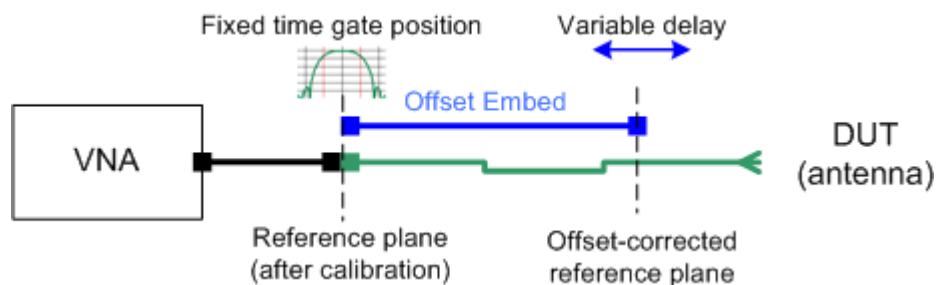 Fixed time gate position
Variable delay
Offset Embed
VNA
DUT
(antenna)
Reference plane
(after calibration)
Offset-corrected
reference plane